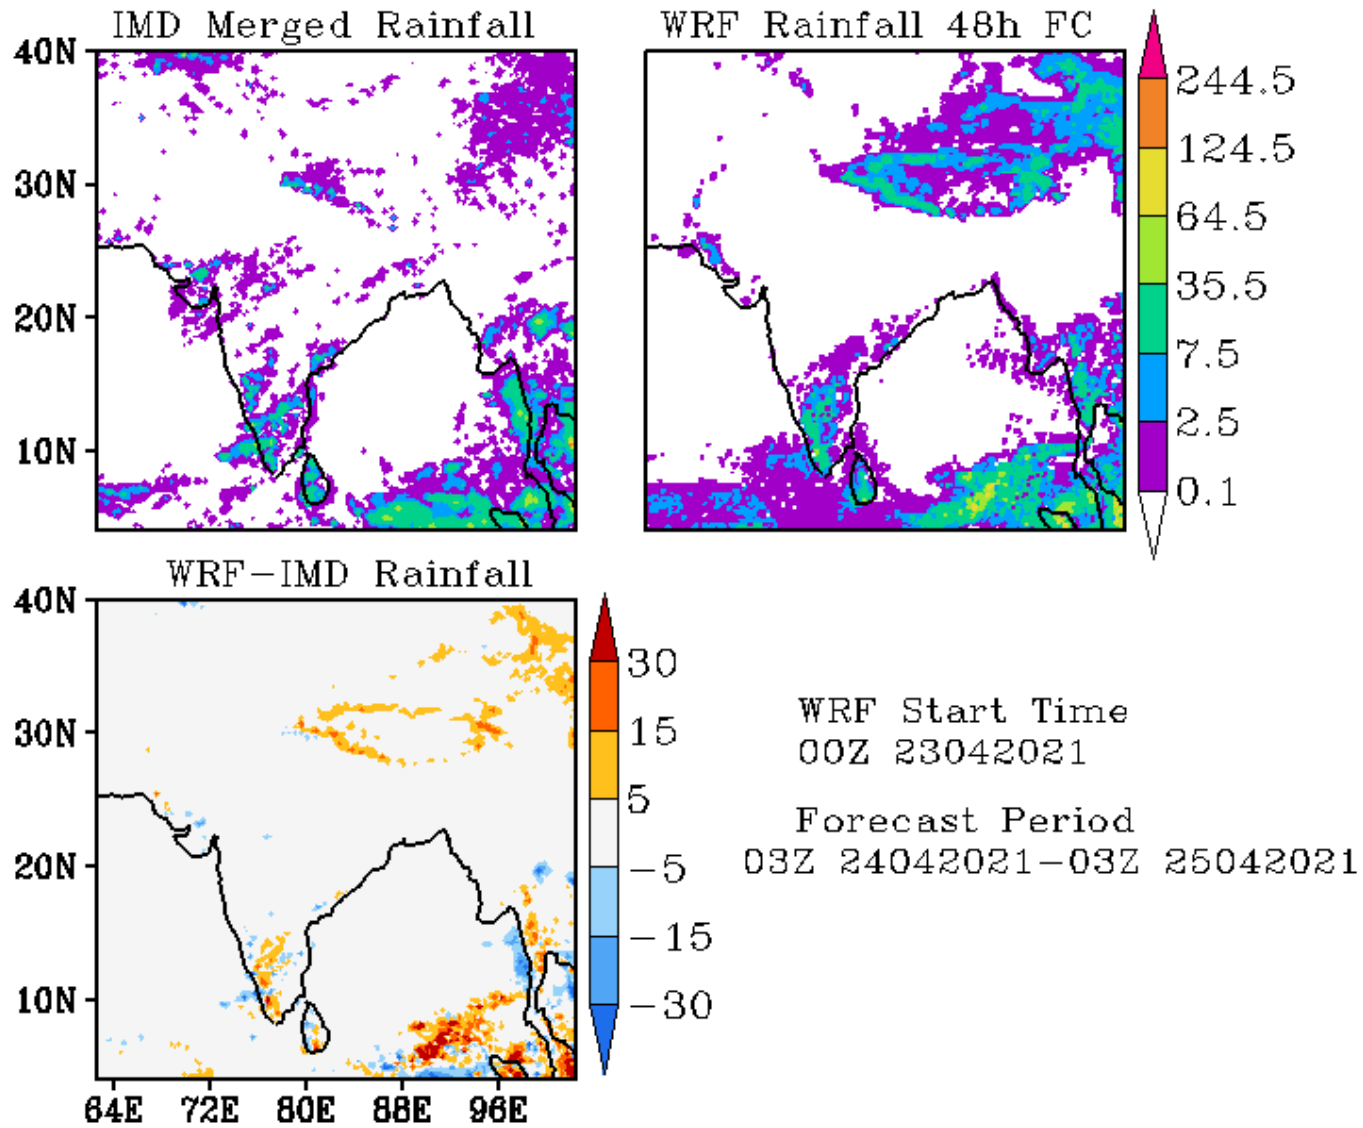 IMD Merged Rainfall
WRF Rainfall 48h FC
40N
30N
20N
10N
244.5
124.5
64.5
35.5
7.5
2.5
0.1
WRF-IMD Rainfall
40N
30N
20N
10N
64E 72E 80E 88E 96E
30
15
5
-5
-15
-30
WRF Start Time
00Z 23042021
Forecast Period
03Z 24042021-03Z 25042021